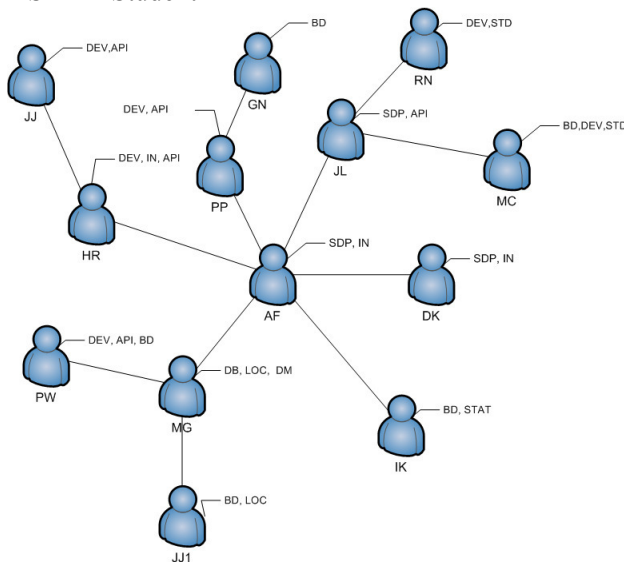 BD
DEV,STD
DEV,API
JJ
GN
RN
DEV, API
SDP, API
BD,DEV,STD
JL
PP
MC
DEV, IN, API
HR
SDP, IN
SDP, IN
AF
DK
DEV, API, BD
PW
DB, LOC, DM
MG
BD, STAT
IK
BD, LOC
JJ1